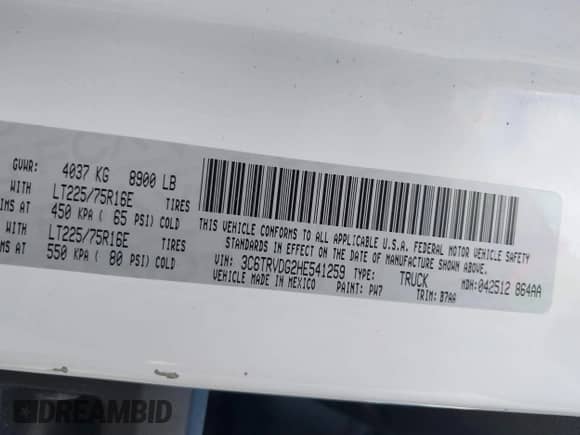 GVWR: 4037 KG 8900 LB
WITH LT225/75R16E TIRES
IMS AT 450 KPA ( 65 PSI) COLD
WITH LT225/75R16E TIRES
IMS AT 550 KPA ( 80 PSI) COLD
THIS VEHICLE CONFORMS TO ALL APPLICABLE U.S.A. FEDERAL MOTOR VEHICLE SAFETY
STANDARDS IN EFFECT ON THE DATE OF MANUFACTURE SHOWN ABOVE.
VIN: 3C6TRVDG2HE541259 TYPE: TRUCK MDH: 042512 864AA
VEHICLE MADE IN MEXICO PAINT: PW7 TRIM: B7AA
DREAMBID